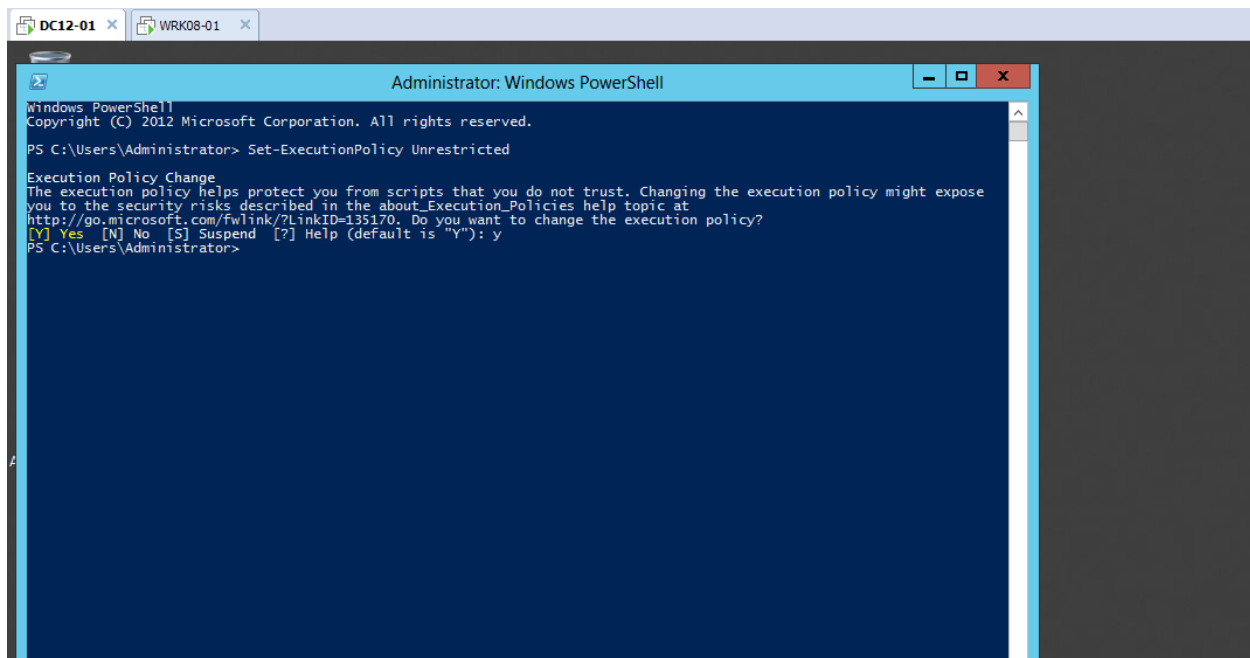 DC12-01 WRK08-01
Administrator: Windows PowerShell
Windows PowerShell
Copyright (C) 2012 Microsoft Corporation. All rights reserved.
PS C:\Users\Administrator> Set-ExecutionPolicy Unrestricted
Execution Policy Change
The execution policy helps protect you from scripts that you do not trust. Changing the execution policy might expose
you to the security risks described in the about_Execution_Policies help topic at
http://go.microsoft.com/fwlink/?LinkID=135170. Do you want to change the execution policy?
[Y] Yes  [N] No  [S] Suspend  [?] Help (default is "Y"): y
PS C:\Users\Administrator>